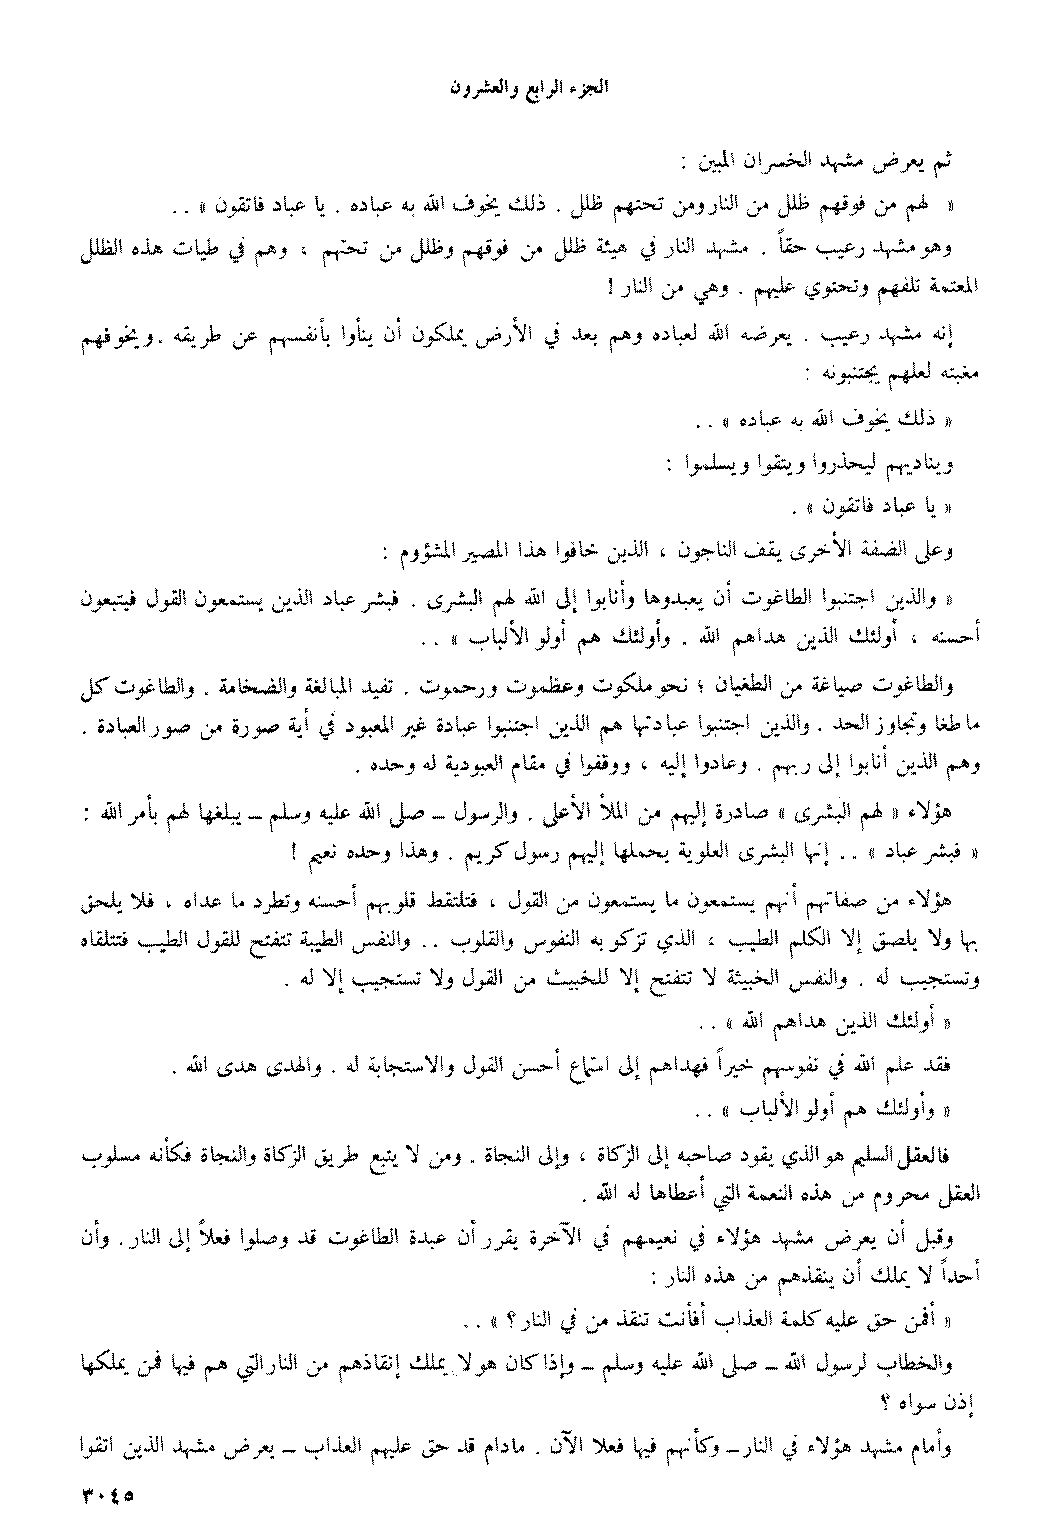 الجزء الرابع والعشرون
ثم يعرض مشهد الخسران المبين :
« لهم من فوقهم ظلل من النار ومن تحتهم ظلل . ذلك يخوف الله به عباده . يا عباد فاتقون » . .
وهو مشهد رعيب حقاً . مشهد النار في هيئة ظلل من فوقهم وظلل من تحتهم ، وهم في طيات هذه الظلل
المعتمة تلفهم وتحتوي عليهم . وهي من النار !
إنه مشهد رعيب . يعرضه الله لعباده وهم بعد في الأرض يملكون أن ينأوا بأنفسهم عن طريقه . ويخوفهم
مغبته لعلهم يجتنبونه :
« ذلك يخوف الله به عباده » . .
ويناديهم ليحذروا ويتقوا ويسلموا :
« يا عباد فاتقون » .
وعلى الضفة الأخرى يقف الناجون ، الذين خافوا هذا المصير المشؤوم :
« والذين اجتنبوا الطاغوت أن يعبدوها وأنابوا إلى الله لهم البشرى . فبشر عباد الذين يستمعون القول فيتبعون
أحسنه ، أولئك الذين هداهم الله . وأولئك هم أولو الألباب » . .
والطاغوت صياغة من الطغيان ؛ نحو ملكوت وعظموت ورحموت . تفيد المبالغة والضخامة . والطاغوت كل
ما طغا وتجاوز الحد . والذين اجتنبوا عبادتها هم الذين اجتنبوا عبادة غير المعبود في أية صورة من صور العبادة .
وهم الذين أنابوا إلى ربهم . وعادوا إليه ، ووقفوا في مقام العبودية له وحده .
هؤلاء « لهم البشرى » صادرة إليهم من الملأ الأعلى . والرسول – صلى الله عليه وسلم – يبلغها لهم بأمر الله :
« فبشر عباد » . . إنها البشرى العلوية يحملها إليهم رسول كريم . وهذا وحده نعيم !
هؤلاء من صفاتهم أنهم يستمعون ما يستمعون من القول ، فتلتقط قلوبهم أحسنه وتطرد ما عداه ، فلا يلحق
بها ولا يلصق إلا الكلم الطيب ، الذي تزكو به النفوس والقلوب . . والنفس الطيبة تتفتح للقول الطيب فتتلقاه
وتستجيب له . والنفس الخبيثة لا تتفتح إلا للخبيث من القول ولا تستجيب إلا له .
« أولئك الذين هداهم الله » . .
فقد علم الله في نفوسهم خيراً فهداهم إلى استماع أحسن القول والاستجابة له . والهدى هدى الله .
« وأولئك هم أولو الألباب » . .
فالعقل السليم هو الذي يقود صاحبه إلى الزكاة ، وإلى النجاة . ومن لا يتبع طريق الزكاة والنجاة فكأنه مسلوب
العقل محروم من هذه النعمة التي أعطاها له الله .
وقبل أن يعرض مشهد هؤلاء في نعيمهم في الآخرة يقرر أن عبدة الطاغوت قد وصلوا فعلاً إلى النار . وأن
أحداً لا يملك أن ينقذهم من هذه النار :
« أفمن حق عليه كلمة العذاب أفأنت تنقذ من في النار؟ » . .
والخطاب لرسول الله – صلى الله عليه وسلم – وإذا كان هو لا يملك إنقاذهم من النار التي هم فيها فمن يملكها
إذن سواه ؟
وأمام مشهد هؤلاء في النار – وكأنهم فيها فعلا الآن . مادام قد حق عليهم العذاب – يعرض مشهد الذين اتقوا
٣٠٤٥